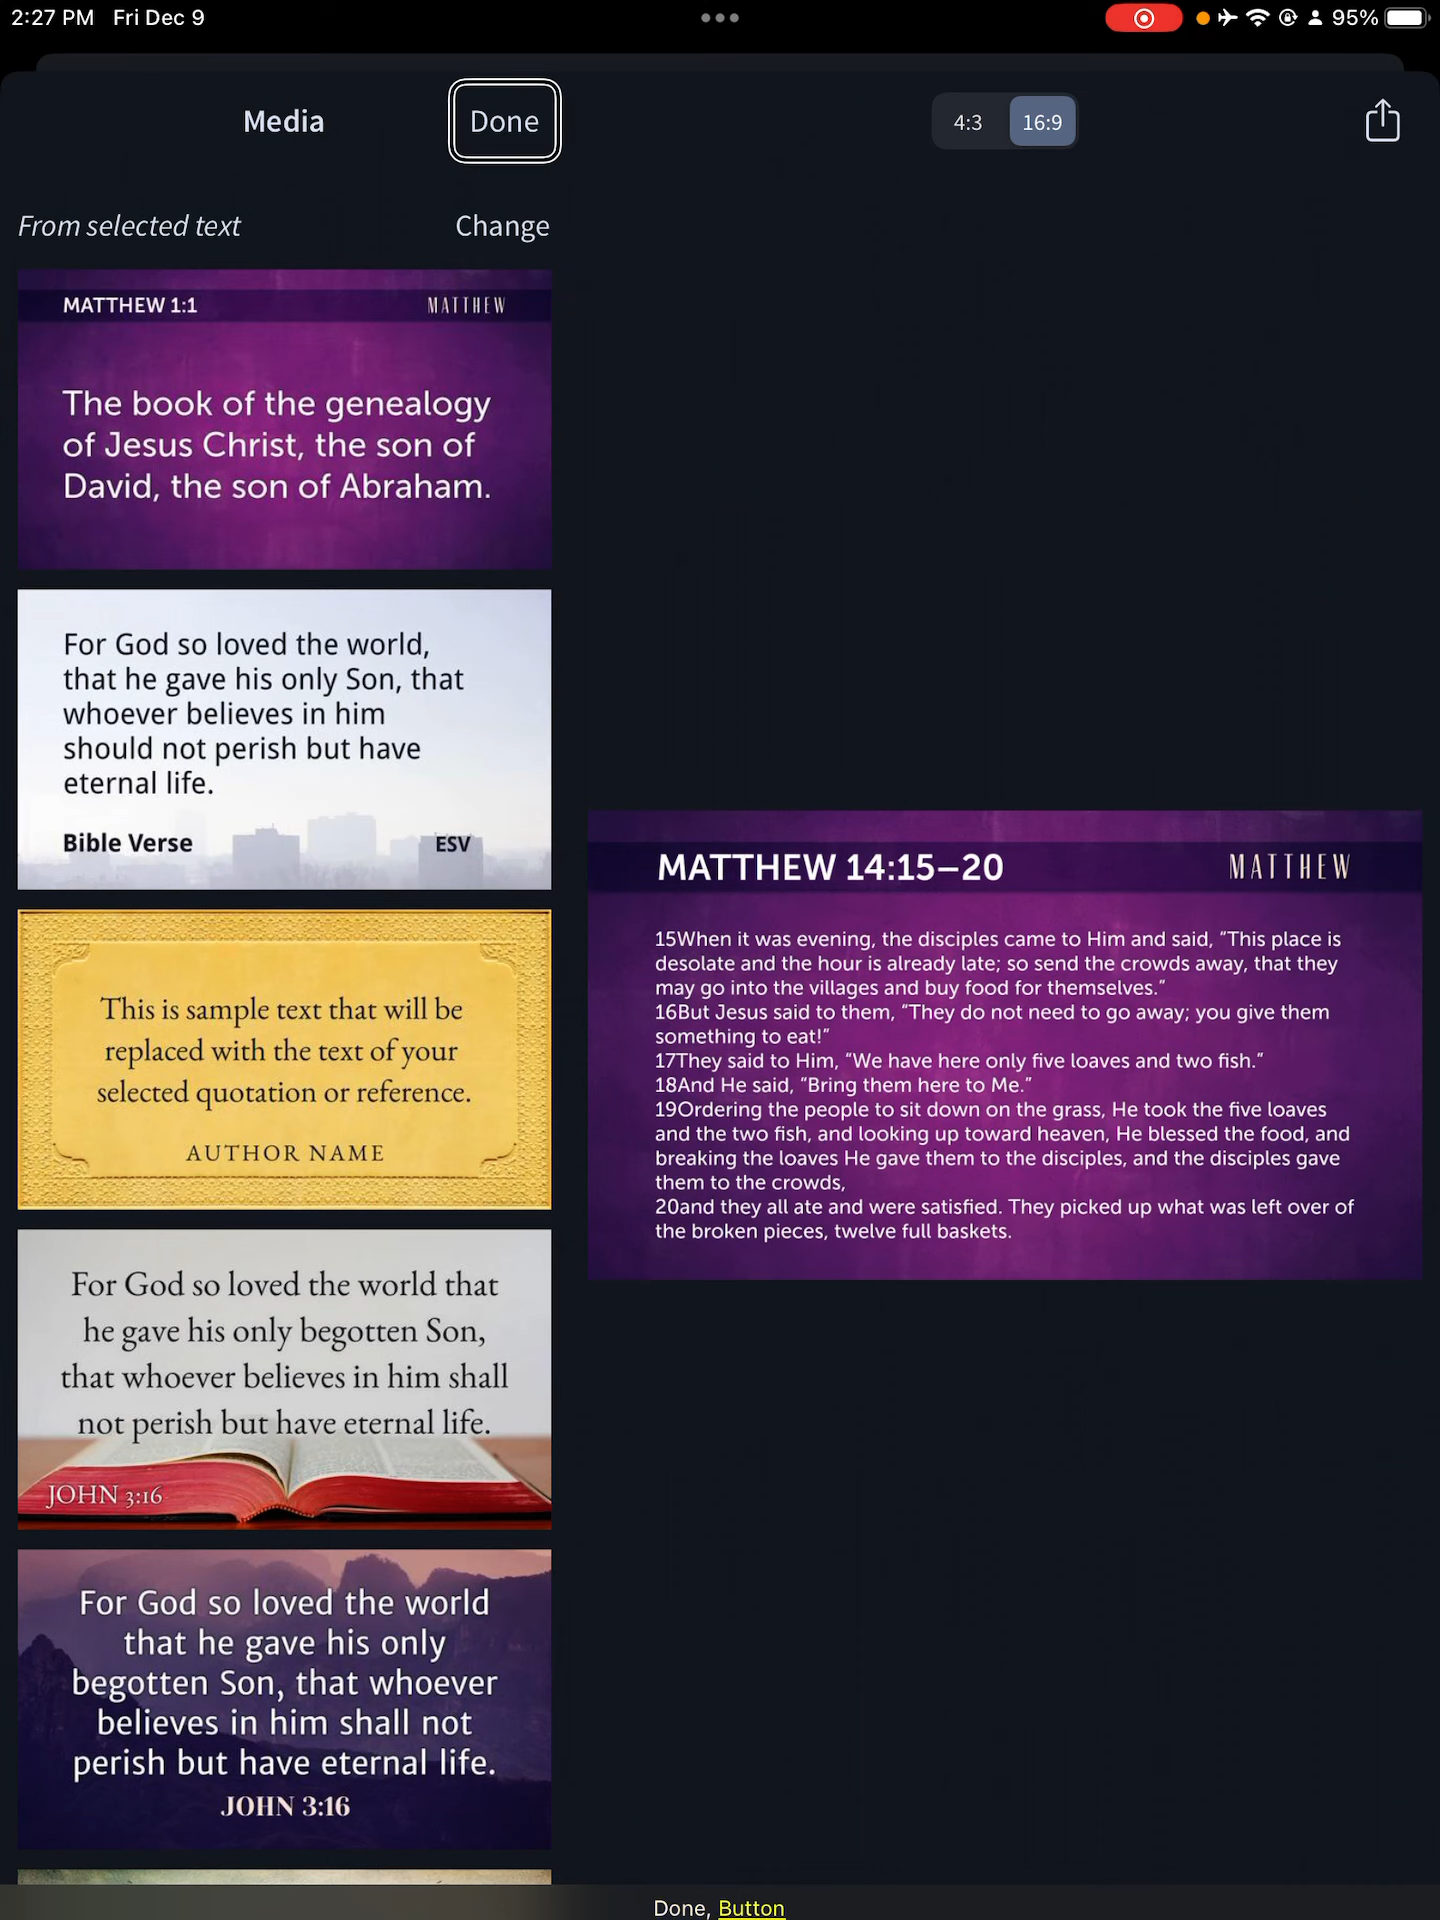 2:27 PM Fri Dec 9
95%
Media
Done
4:3
16:9
From selected text
Change
MATTHEW 1:1
MATTHEW
The book of the genealogy
of Jesus Christ, the son of
David, the son of Abraham.
For God so loved the world,
that he gave his only Son, that
whoever believes in him
should not perish but have
eternal life.
Bible Verse
ESV
This is sample text that will be
replaced with the text of your
selected quotation or reference.
AUTHOR NAME
For God so loved the world that
he gave his only begotten Son,
that whoever believes in him shall
not perish but have eternal life.
JOHN 3:16
For God so loved the world
that he gave his only
begotten Son, that whoever
believes in him shall not
perish but have eternal life.
JOHN 3:16
MATTHEW 14:15–20
MATTHEW
15When it was evening, the disciples came to Him and said, “This place is
desolate and the hour is already late; so send the crowds away, that they
may go into the villages and buy food for themselves.”
16But Jesus said to them, “They do not need to go away; you give them
something to eat!”
17They said to Him, “We have here only five loaves and two fish.”
18And He said, “Bring them here to Me.”
19Ordering the people to sit down on the grass, He took the five loaves
and the two fish, and looking up toward heaven, He blessed the food, and
breaking the loaves He gave them to the disciples, and the disciples gave
them to the crowds,
20and they all ate and were satisfied. They picked up what was left over of
the broken pieces, twelve full baskets.
Done, Button